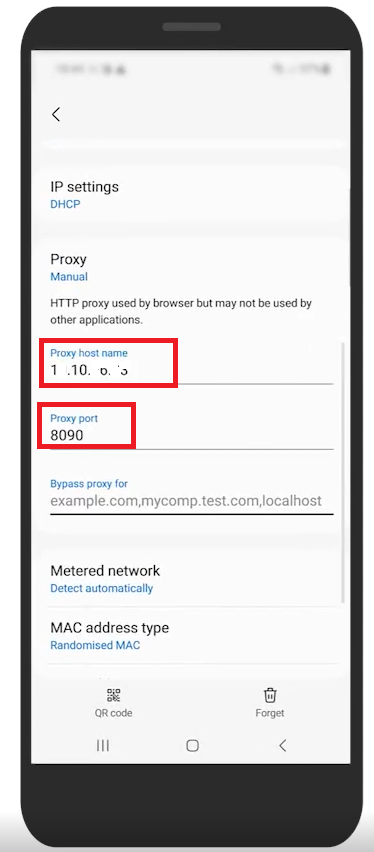 IP settings
DHCP
Proxy
Manual
HTTP proxy used by browser but may not be used by
other applications.
Proxy host name
Proxy port
8090
Bypass proxy for
example.com,mycomp.test.com,localhost
Metered network
Detect automatically
MAC address type
Randomised MAC
QR code
Forget